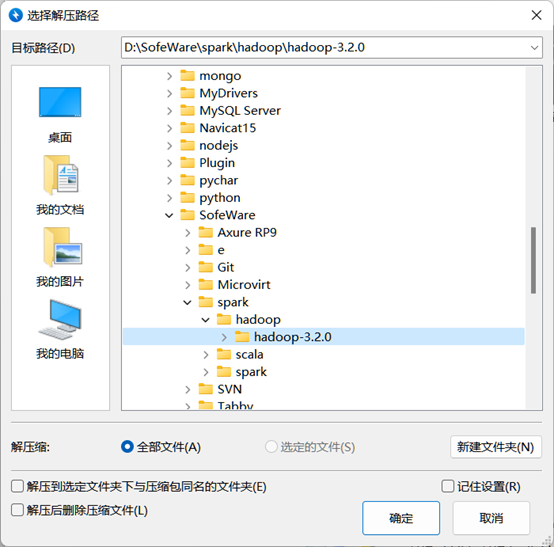 选择解压路径
目标路径(D)
D:\SofeWare\spark\hadoop\hadoop-3.2.0
桌面
我的文档
我的图片
我的电脑
mongo
MyDrivers
MySQL Server
Navicat15
nodejs
Plugin
pychar
python
SofeWare
Axure RP9
e
Git
Microvirt
spark
hadoop
hadoop-3.2.0
scala
spark
SVN
Tabby
解压缩:
全部文件(A)
选定的文件(S)
新建文件夹(N)
解压到选定文件夹下与压缩包同名的文件夹(E)
记住设置(R)
解压后删除压缩文件(L)
确定
取消